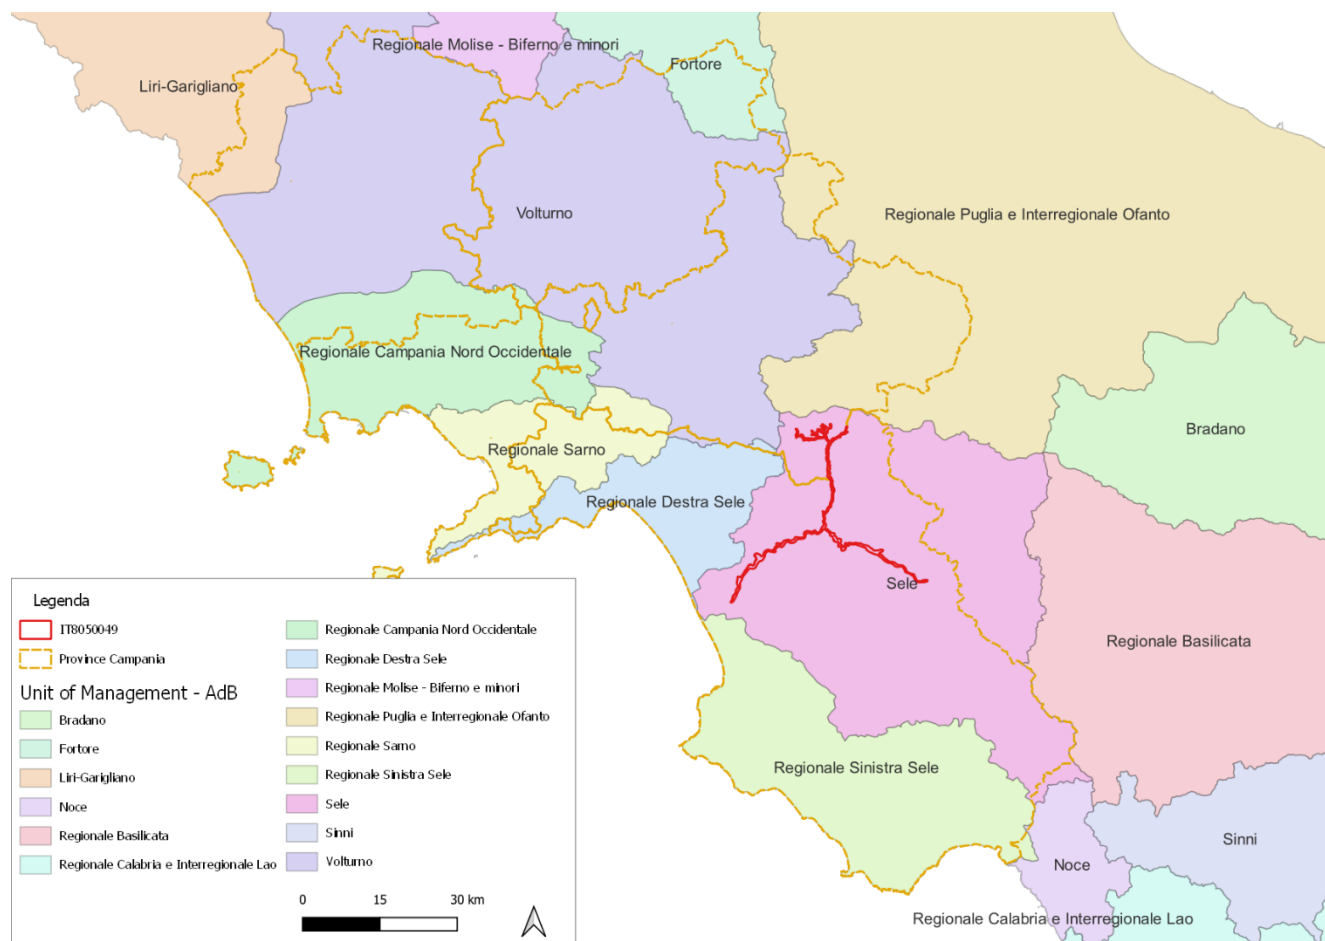 Regionale Molise - Biferno e minori
Fortore
Liri-Garigliano
Volturno
Regionale Puglia e Interregionale Ofanto
Regionale Campania Nord Occidentale
Bradano
Regionale Sarno
Regionale Destra Sele
Sele
Regionale Basilicata
Regionale Sinistra Sele
Sinni
Noce
Regionale Calabria e Interregionale Lao
Legenda
IT8050049
Province Campania
Unit of Management - AdB
Bradano
Fortore
Liri-Garigliano
Noce
Regionale Basilicata
Regionale Calabria e Interregionale Lao
Regionale Campania Nord Occidentale
Regionale Destra Sele
Regionale Molise - Biferno e minori
Regionale Puglia e Interregionale Ofanto
Regionale Sarno
Regionale Sinistra Sele
Sele
Sinni
Volturno
0 15 30 km